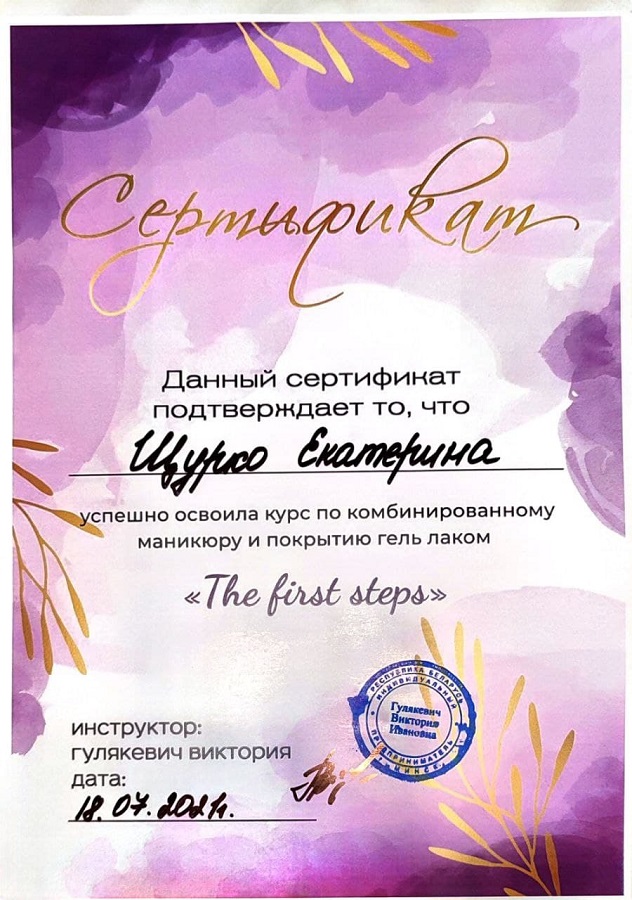 Сертификат
Данный сертификат
подтверждает то, что
Щурко Екатерина
успешно освоила курс по комбинированному
маникюру и покрытию гель лаком
«The first steps»
РЕСПУБЛИКА БЕЛАРУСЬ
ИНДИВИДУАЛЬНЫЙ
Гулякевич
Виктория
Ивановна
ПРЕДПРИНИМАТЕЛЬ
г. МИНСК
инструктор:
гулякевич виктория
дата:
18.07.2021г.